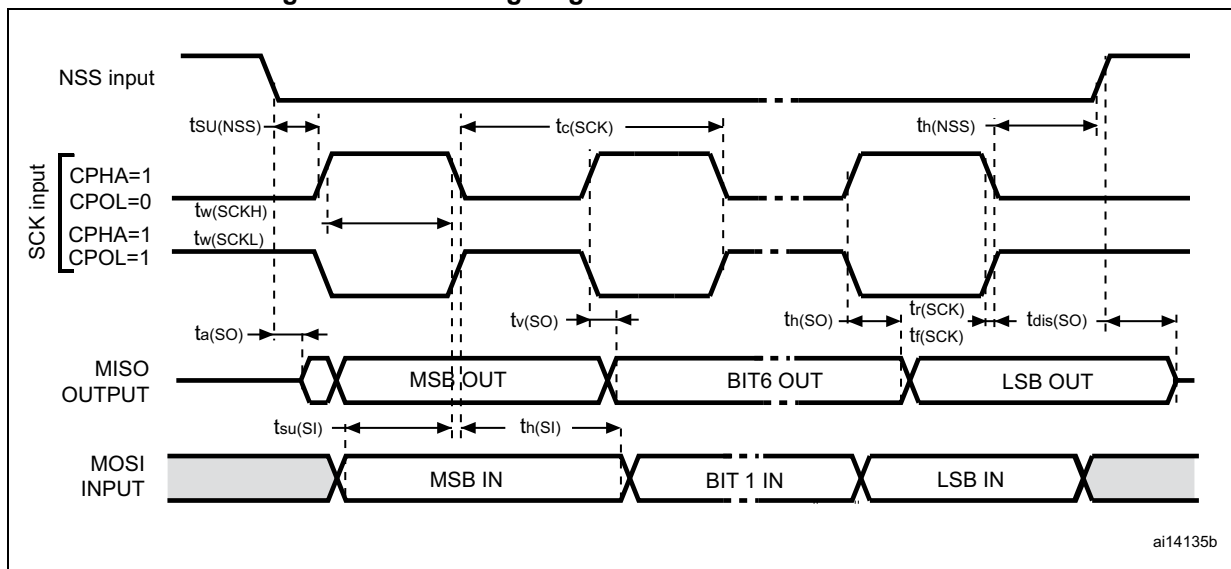 NSS input
tSU(NSS)
tc(SCK)
th(NSS)
SCK input
CPHA=1
CPOL=0
tw(SCKH)
CPHA=1
tw(SCKL)
CPOL=1
ta(SO)
tv(SO)
th(SO)
tr(SCK)
tf(SCK)
tdis(SO)
MISO
OUTPUT
MSB OUT
BIT6 OUT
LSB OUT
tsu(SI)
th(SI)
MOSI
INPUT
MSB IN
BIT 1 IN
LSB IN
ai14135b